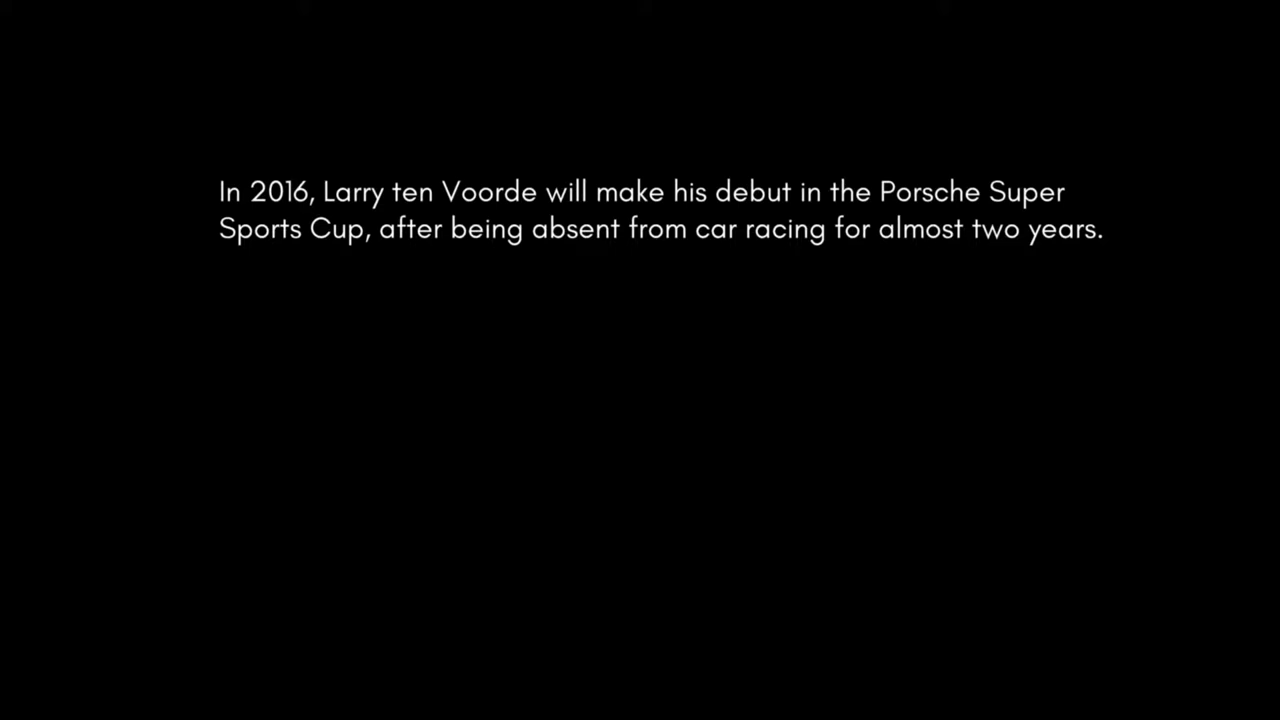 In 2016, Larry ten Voorde will make his debut in the Porsche Super
Sports Cup, after being absent from car racing for almost two years.